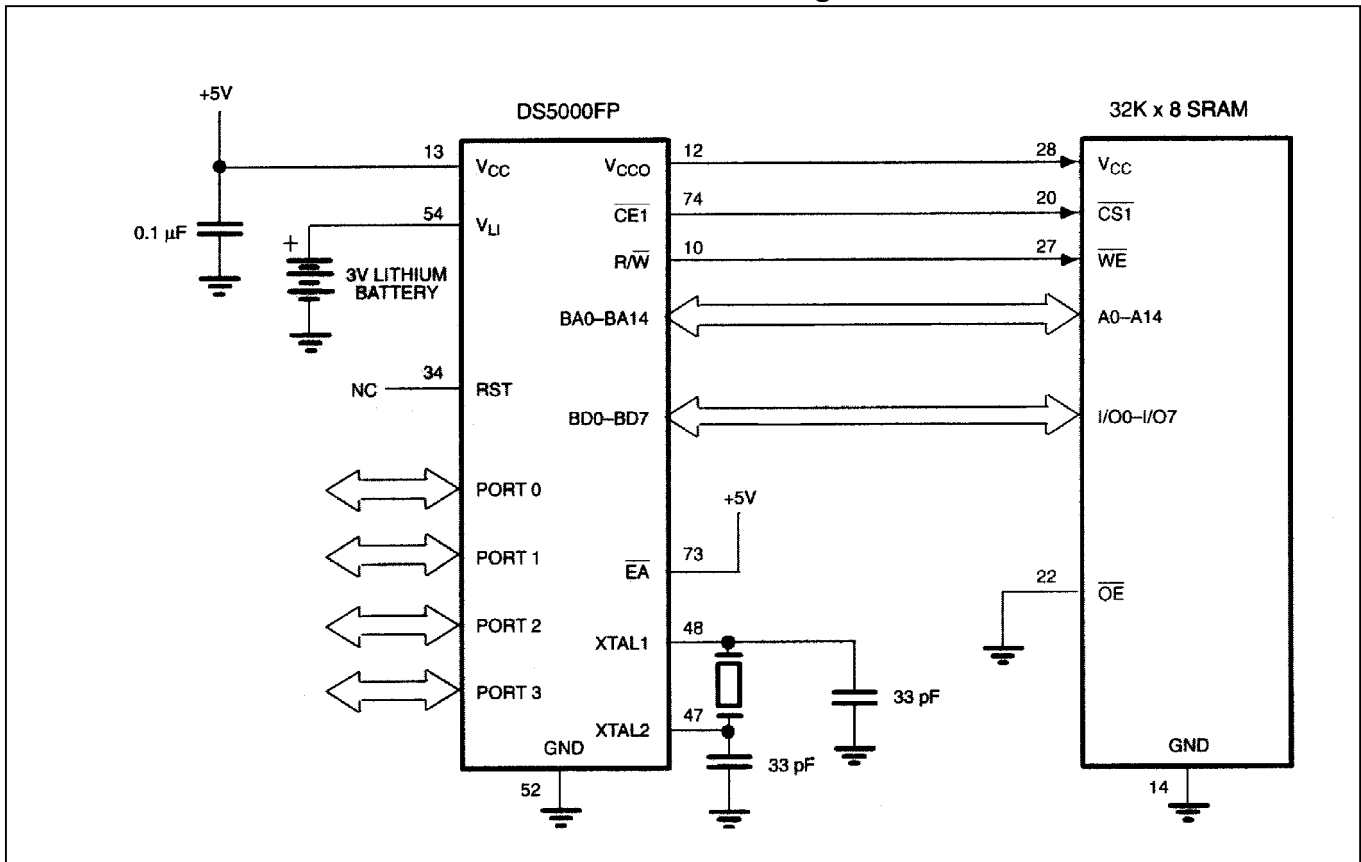 +5V
0.1 µF
+
3V LITHIUM
BATTERY
NC
DS5000FP
13
VCC
54
VLI
34
RST
PORT 0
PORT 1
PORT 2
PORT 3
GND
52
VCCO
12
CE1
74
R/W
10
BA0–BA14
BD0–BD7
+5V
EA
73
XTAL1
48
XTAL2
47
33 pF
33 pF
32K x 8 SRAM
28
VCC
20
CS1
27
WE
A0–A14
I/O0–I/O7
22
OE
GND
14